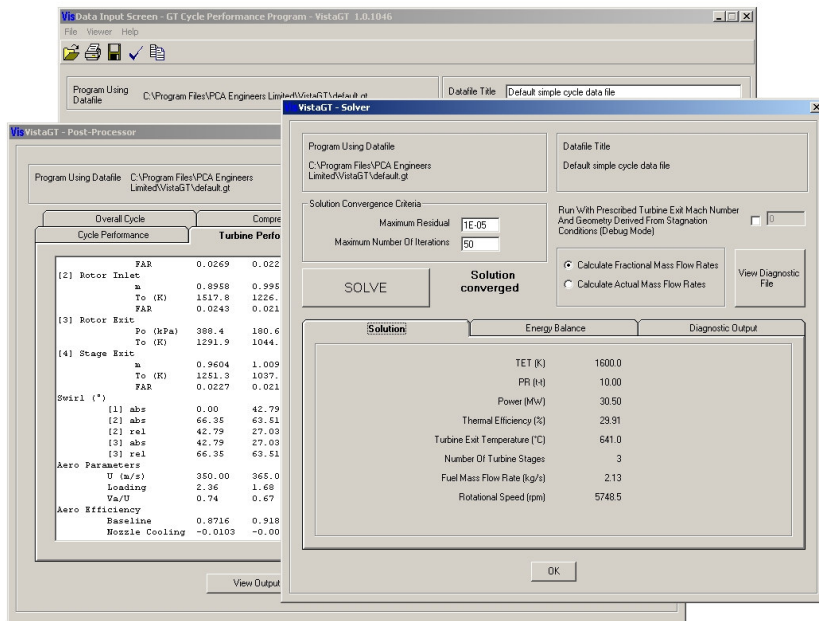 Vis Data Input Screen - GT Cycle Performance Program - VistaGT 1.0.1046
File Viewer Help
Program Using Datafile
C:\Program Files\PCA Engineers Limited\VistaGT\default.gt
Datafile Title
Default simple cycle data file
Vis VistaGT - Post-Processor
Program Using Datafile
C:\Program Files\PCA Engineers
Limited\VistaGT\default.gt
Overall Cycle
Compre
Cycle Performance
Turbine Perfo
FAR 0.0269 0.022
[2] Rotor Inlet
m 0.8958 0.995
To (K) 1517.8 1226.
FAR 0.0243 0.021
[3] Rotor Exit
Po (kPa) 388.4 180.6
To (K) 1291.9 1044.
[4] Stage Exit
m 0.9604 1.009
To (K) 1251.3 1037.
FAR 0.0227 0.021
Swirl (°)
[1] abs 0.00 42.79
[2] abs 66.35 63.51
[2] rel 42.79 27.03
[3] abs 42.79 27.03
[3] rel 66.35 63.51
Aero Parameters
U (m/s) 350.00 365.0
Loading 2.36 1.68
Va/U 0.74 0.67
Aero Efficiency
Baseline 0.8716 0.918
Nozzle Cooling -0.0103 -0.00
View Output
VistaGT - Solver
Program Using Datafile
C:\Program Files\PCA Engineers
Limited\VistaGT\default.gt
Datafile Title
Default simple cycle data file
Solution Convergence Criteria
Maximum Residual 1E-05
Maximum Number Of Iterations 50
Run With Prescribed Turbine Exit Mach Number
And Geometry Derived From Stagnation
Conditions (Debug Mode)
0
SOLVE
Solution
converged
Calculate Fractional Mass Flow Rates
Calculate Actual Mass Flow Rates
View Diagnostic
File
Solution
Energy Balance
Diagnostic Output
TET (K) 1600.0
PR (t-t) 10.00
Power (MW) 30.50
Thermal Efficiency (%) 29.91
Turbine Exit Temperature (°C) 641.0
Number Of Turbine Stages 3
Fuel Mass Flow Rate (kg/s) 2.13
Rotational Speed (rpm) 5748.5
OK